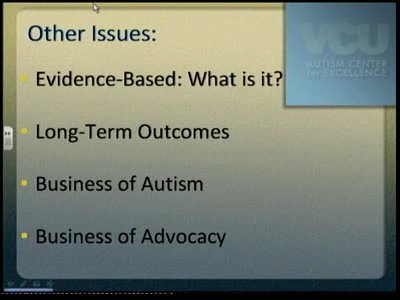 Other Issues:
VCU
AUTISM CENTER
for EXCELLENCE
• Evidence-Based: What is it?
• Long-Term Outcomes
• Business of Autism
• Business of Advocacy